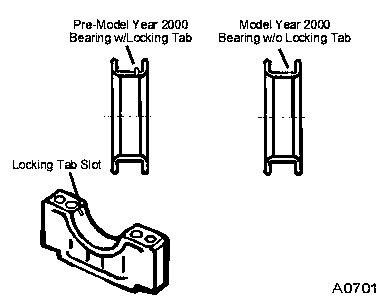 Pre-Model Year 2000
Bearing w/Locking Tab
Model Year 2000
Bearing w/o Locking Tab
Locking Tab Slot
A0701